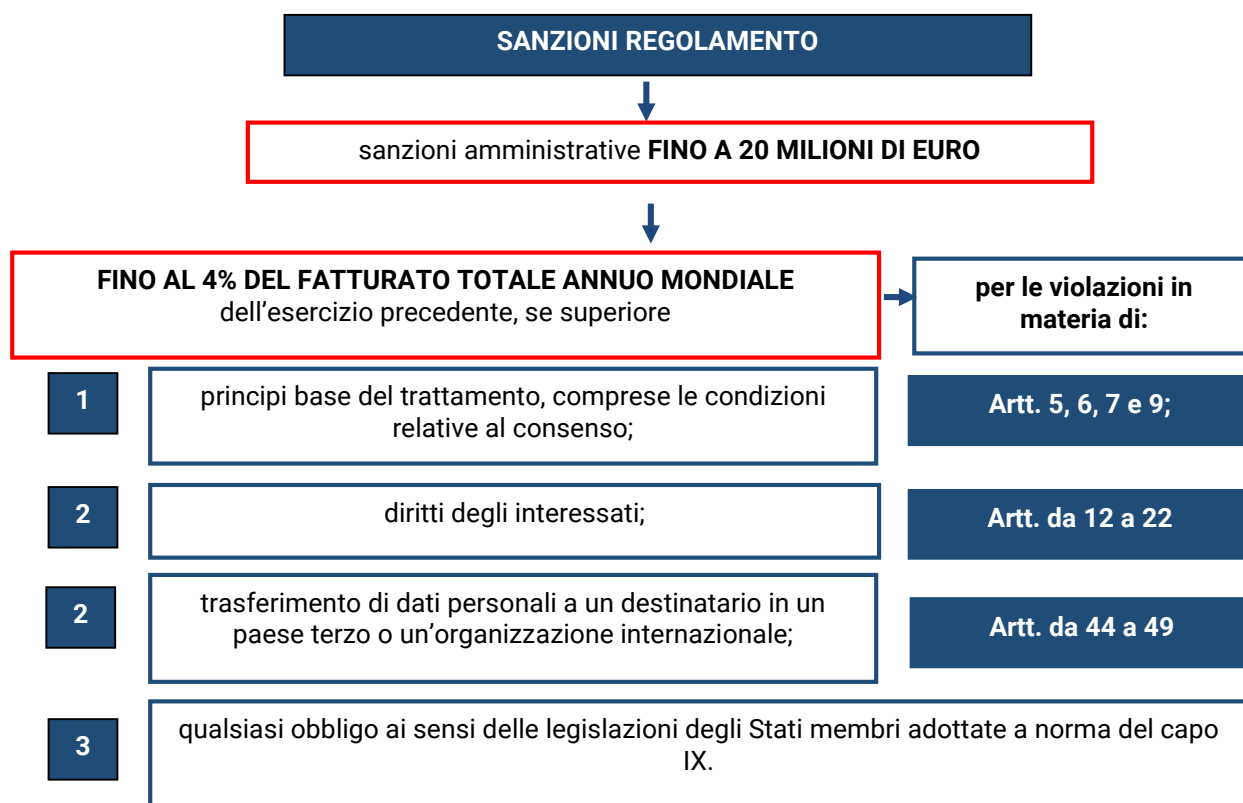 SANZIONI REGOLAMENTO
sanzioni amministrative FINO A 20 MILIONI DI EURO
FINO AL 4% DEL FATTURATO TOTALE ANNUO MONDIALE
dell’esercizio precedente, se superiore
per le violazioni in
materia di:
1
principi base del trattamento, comprese le condizioni
relative al consenso;
Artt. 5, 6, 7 e 9;
2
diritti degli interessati;
Artt. da 12 a 22
2
trasferimento di dati personali a un destinatario in un
paese terzo o un’organizzazione internazionale;
Artt. da 44 a 49
3
qualsiasi obbligo ai sensi delle legislazioni degli Stati membri adottate a norma del capo
IX.